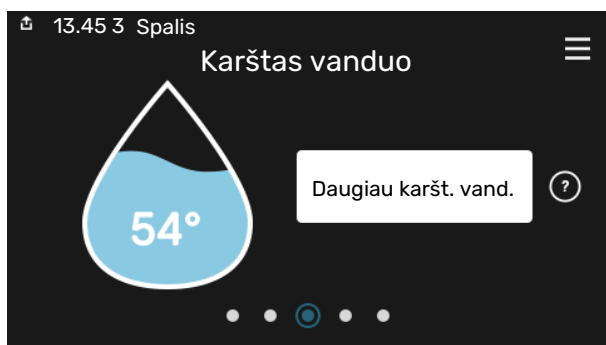 13.45 3 Spalis
Karštas vanduo
54°
Daugiau karšt. vand.
?